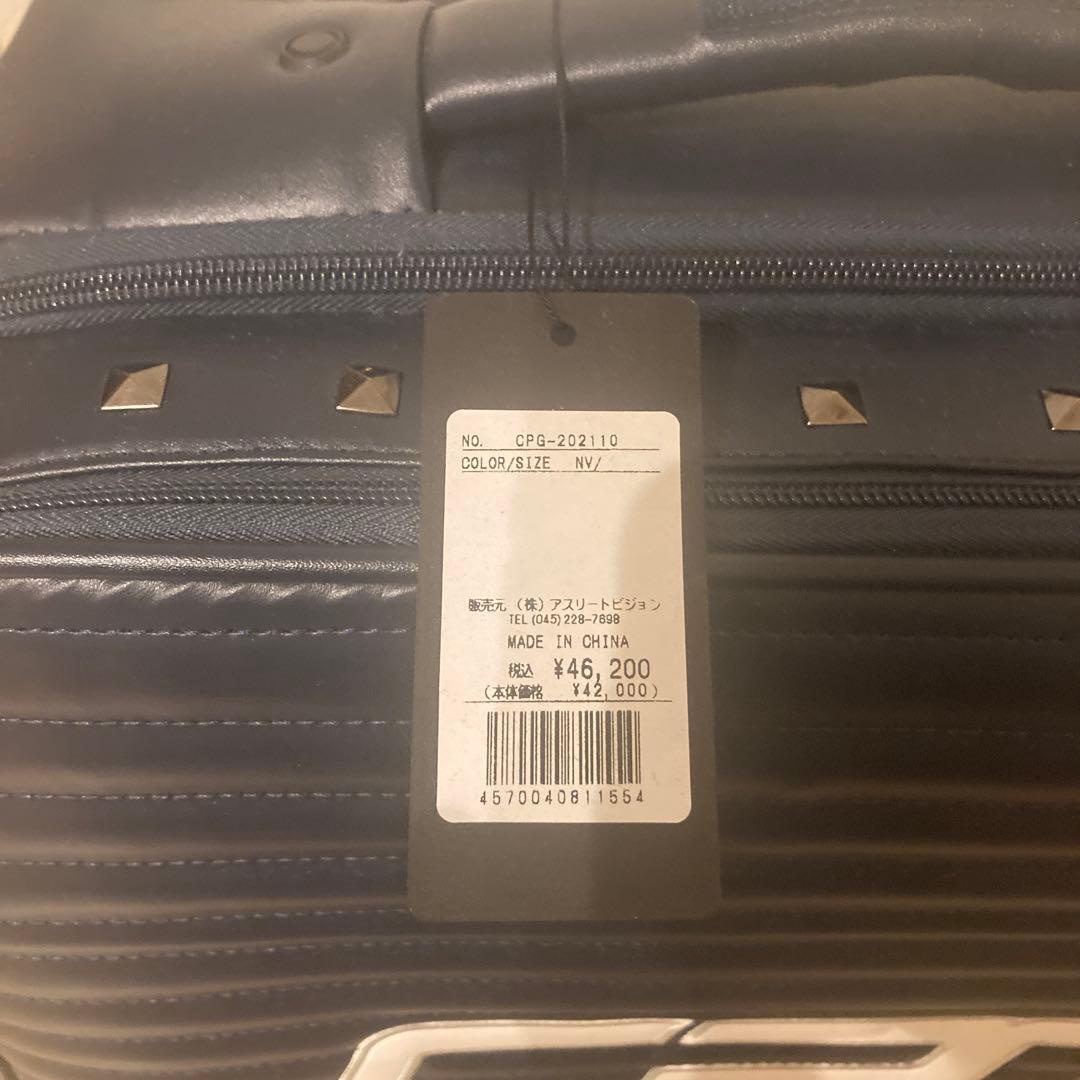 NO. CPG-202110
COLOR/SIZE NV/
販売元 (株)アスリートビジョン
TEL(045)228-7698
MADE IN CHINA
税込 ¥46,200
(本体価格 ¥42,000)
4570040811554